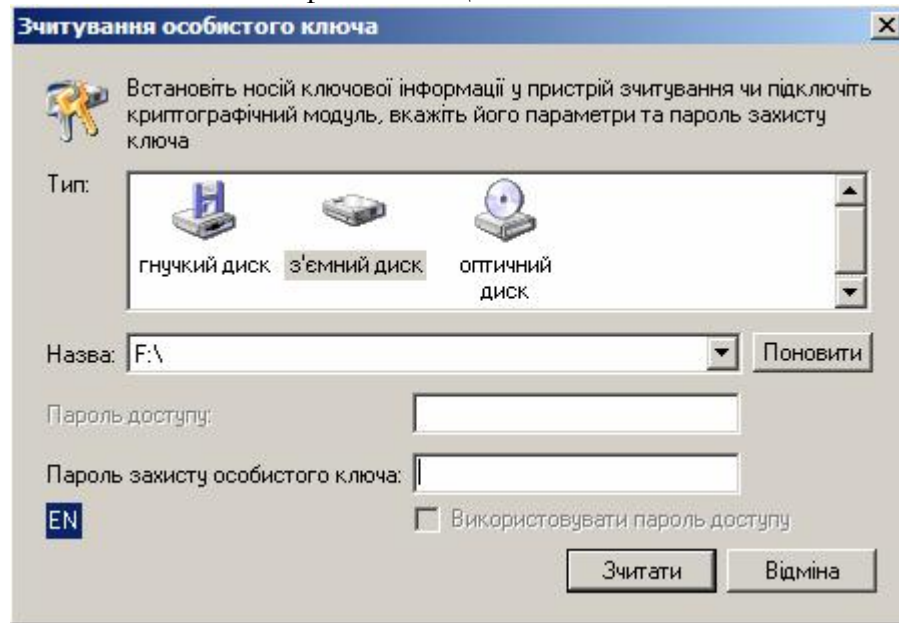 Зчитування особистого ключа
Встановіть носій ключової інформації у пристрій зчитування чи підключіть
криптографічний модуль, вкажіть його параметри та пароль захисту
ключа
Тип:
гнучкий диск з'ємний диск оптичний
диск
Назва: F:\ Поновити
Пароль доступу:
Пароль захисту особистого ключа:
EN Використовувати пароль доступу
Зчитати Відміна